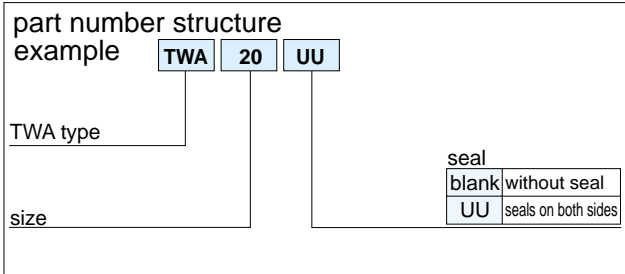 part number structure
example TWA 20 UU
TWA type
seal
blank without seal
UU seals on both sides
size